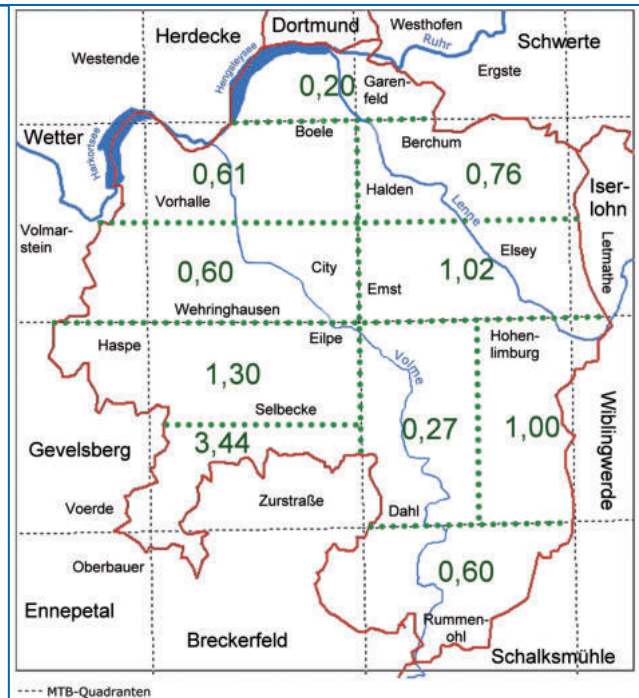 Herdecke
Dortmund
Westhofen
Schwerte
Westende
Hengsteysee
Ruhr
Garen-
feld
Ergste
0,20
Wetter
Harkortsee
Boele
Berchum
0,61
0,76
Iser-
lohn
Vorhalle
Halden
Lenne
Volmar-
stein
Letmathe
0,60
City
Elsey
1,02
Emst
Wehringhausen
Haspe
Eilpe
Volme
Hohen-
limburg
1,30
0,27
1,00
Wiblingwerde
Selbecke
Gevelsberg
3,44
Voerde
Zurstraße
Dahl
Oberbauer
0,60
Ennepetal
Breckerfeld
Rummen-
ohl
Schalksmühle
---- MTB-Quadranten